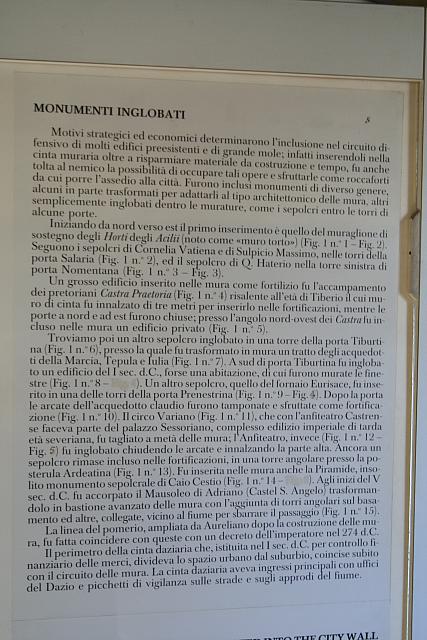 MONUMENTI INGLOBATI
Motivi strategici ed economici determinarono l'inclusione nel circuito di-
fensivo di molti edifici preesistenti e di grande mole; infatti inserendoli nella
cinta muraria oltre a risparmiare materiale da costruzione e tempo, fu anche
tolta al nemico la possibilità di occupare tali opere e sfruttarle come roccaforti
da cui porre l'assedio alla città. Furono inclusi monumenti di diverso genere,
alcuni in parte trasformati per adattarli al tipo architettonico delle mura, altri
semplicemente inglobati dentro le murature, come i sepolcri entro le torri di
alcune porte.
Iniziando da nord verso est il primo inserimento è quello del muraglione di
sostegno degli Horti degli Acilii (noto come «muro torto») (Fig. 1 n.° 1 – Fig. 2).
Seguono i sepolcri di Cornelia Vatiena e di Sulpicio Massimo, nelle torri della
porta Salaria (Fig. 1 n.° 2), ed il sepolcro di Q. Haterio nella torre sinistra di
porta Nomentana (Fig. 1 n.° 3 – Fig. 3).
Un grosso edificio inserito nelle mura come fortilizio fu l'accampamento
dei pretoriani Castra Praetoria (Fig. 1 n.° 4) risalente all'età di Tiberio il cui mu-
ro di cinta fu innalzato di tre metri per inserirlo nelle fortificazioni, mentre le
porte a nord e ad est furono chiuse; presso l'angolo nord-ovest dei Castra fu in-
cluso nelle mura un edificio privato (Fig. 1 n.° 5).
Troviamo poi un altro sepolcro inglobato in una torre della porta Tiburti-
na (Fig. 1 n.° 6), presso la quale fu trasformato in mura un tratto degli acquedot-
ti della Marcia, Tepula e Iulia (Fig. 1 n.° 7). A sud di porta Tiburtina fu ingloba-
to un edificio del I sec. d.C., forse una abitazione, di cui furono murate le fine-
stre (Fig. 1 n.° 8 – ). Un altro sepolcro, quello del fornaio Eurisace, fu inse-
rito in una delle torri della porta Prenestrina (Fig. 1 n.° 9 – Fig. 4). Dopo la porta
le arcate dell'acquedotto claudio furono tamponate e sfruttate come fortifica-
zione (Fig. 1 n.° 10). Il circo Variano (Fig. 1 n.° 11), che con l'anfiteatro Castren-
se faceva parte del palazzo Sessoriano, complesso edilizio imperiale di tarda
età severiana, fu tagliato a metà delle mura; l'Anfiteatro, invece (Fig. 1 n.° 12 –
Fig. 5) fu inglobato chiudendo le arcate e innalzando la parte alta. Ancora un
sepolcro rimase incluso nelle fortificazioni, in una torre angolare presso la po-
sterula Ardeatina (Fig. 1 n.° 13). Fu inserita nelle mura anche la Piramide, inso-
lito monumento sepolcrale di Caio Cestio (Fig. 1 n.° 14 – ). Agli inizi del V
sec. d.C. fu accorpato il Mausoleo di Adriano (Castel S. Angelo) trasforman-
dolo in bastione avanzato delle mura con l'aggiunta di torri angolari sul basa-
mento ed altre, collegate, vicino al fiume per sbarrare il passaggio (Fig. 1 n.° 15).
La linea del pomerio, ampliata da Aureliano dopo la costruzione delle mu-
ra, fu fatta coincidere con queste con un decreto dell'imperatore nel 274 d.C.
Il perimetro della cinta daziaria che, istituita nel I sec. d.C. per controllo fi-
nanziario delle merci, divideva lo spazio urbano dal suburbio, coincise subito
con il circuito delle mura. La cinta daziaria aveva ingressi principali con uffici
del Dazio e picchetti di vigilanza sulle strade e sugli approdi del fiume.
INTO THE CITY WALL